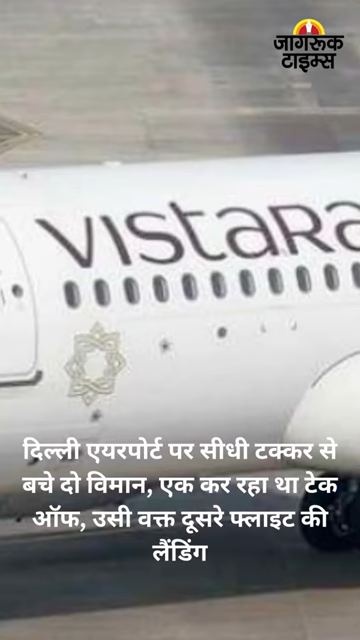 जागरूक
टाइम्स
VISTARA
दिल्ली एयरपोर्ट पर सीधी टक्कर से
बचे दो विमान, एक कर रहा था टेक
ऑफ, उसी वक्त दूसरे फ्लाइट की
लैंडिंग